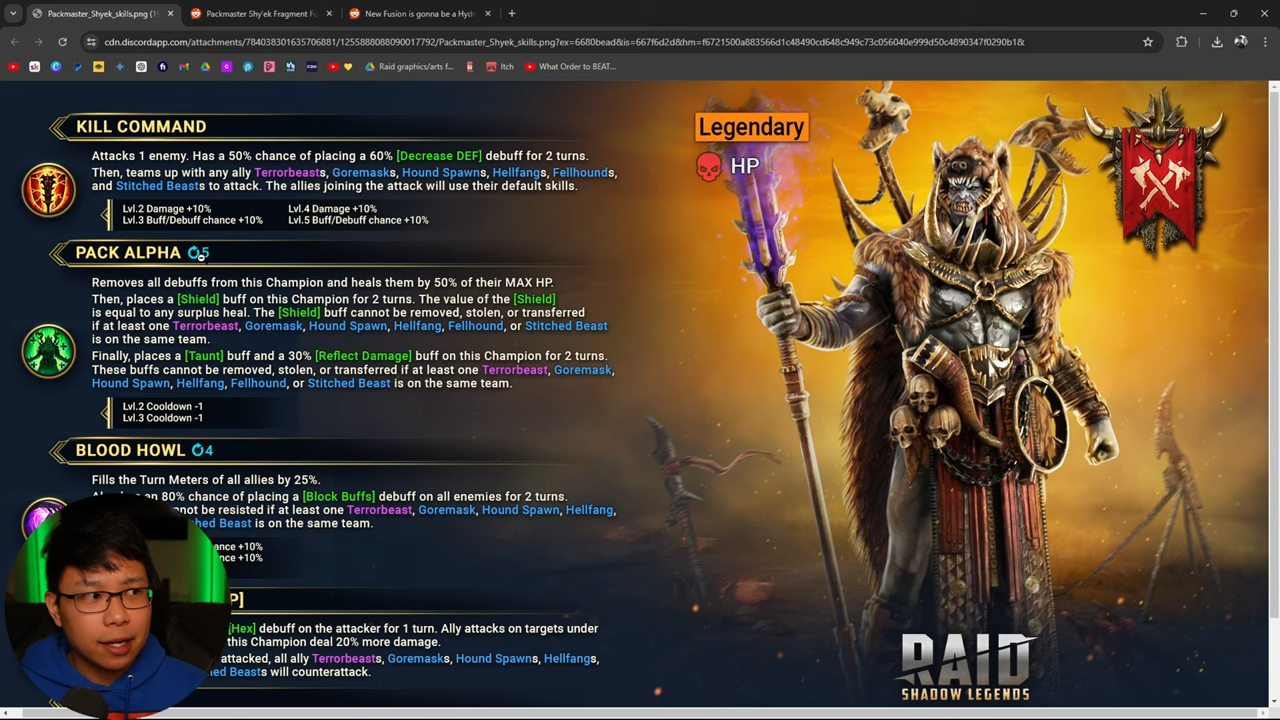 Packmaster_Shyek_skills.png (15
Packmaster Shy'ek Fragment Fu
New Fusion is gonna be a Hydr
cdn.discordapp.com/attachments/784038301635706881/1255888088090017792/Packmaster_Shyek_skills.png?ex=6680bead&is=667f6d2d&hm=f6721500a883566d1c48490cd648c949c73c056040e999d50c4890347f0290b1&
Raid graphics/arts f...
Itch
What Order to BEAT...
KILL COMMAND
Attacks 1 enemy. Has a 50% chance of placing a 60% [Decrease DEF] debuff for 2 turns.
Then, teams up with any ally Terrorbeasts, Goremasks, Hound Spawns, Hellfangs, Fellhounds,
and Stitched Beasts to attack. The allies joining the attack will use their default skills.
Lvl.2 Damage +10% Lvl.4 Damage +10%
Lvl.3 Buff/Debuff chance +10% Lvl.5 Buff/Debuff chance +10%
PACK ALPHA 5
Removes all debuffs from this Champion and heals them by 50% of their MAX HP.
Then, places a [Shield] buff on this Champion for 2 turns. The value of the [Shield]
is equal to any surplus heal. The [Shield] buff cannot be removed, stolen, or transferred
if at least one Terrorbeast, Goremask, Hound Spawn, Hellfang, Fellhound, or Stitched Beast
is on the same team.
Finally, places a [Taunt] buff and a 30% [Reflect Damage] buff on this Champion for 2 turns.
These buffs cannot be removed, stolen, or transferred if at least one Terrorbeast, Goremask,
Hound Spawn, Hellfang, Fellhound, or Stitched Beast is on the same team.
Lvl.2 Cooldown -1
Lvl.3 Cooldown -1
BLOOD HOWL 4
Fills the Turn Meters of all allies by 25%.
an 80% chance of placing a [Block Buffs] debuff on all enemies for 2 turns.
not be resisted if at least one Terrorbeast, Goremask, Hound Spawn, Hellfang,
ched Beast is on the same team.
ance +10%
ance +10%
P]
[Hex] debuff on the attacker for 1 turn. Ally attacks on targets under
this Champion deal 20% more damage.
attacked, all ally Terrorbeasts, Goremasks, Hound Spawns, Hellfangs,
ed Beasts will counterattack.
Legendary
HP
RAID
SHADOW LEGENDS